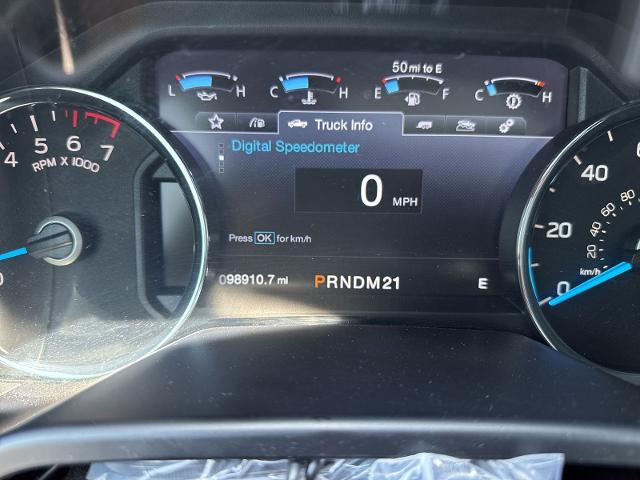 50 mi to E
L H
C H
E F
C H
Truck Info
Digital Speedometer
0 MPH
Press OK for km/h
098910.7 mi
PRNDM21
E
4 5 6 7
RPM X 1000
0
0 20 40
20 40 60 80
km/h